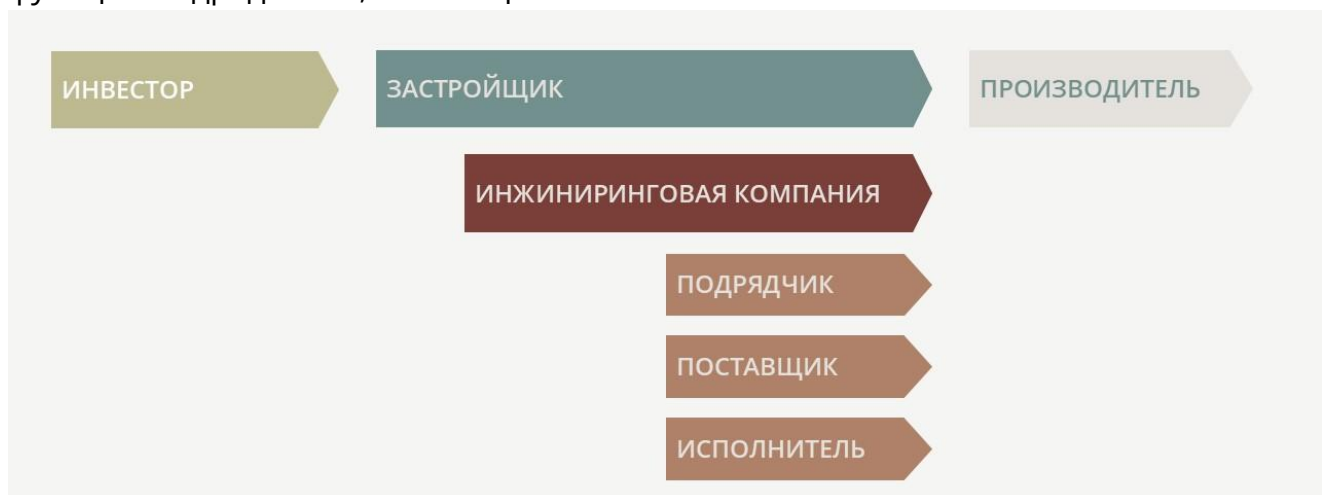 ИНВЕСТОР
ЗАСТРОЙЩИК
ПРОИЗВОДИТЕЛЬ
ИНЖИНИРИНГОВАЯ КОМПАНИЯ
ПОДРЯДЧИК
ПОСТАВЩИК
ИСПОЛНИТЕЛЬ